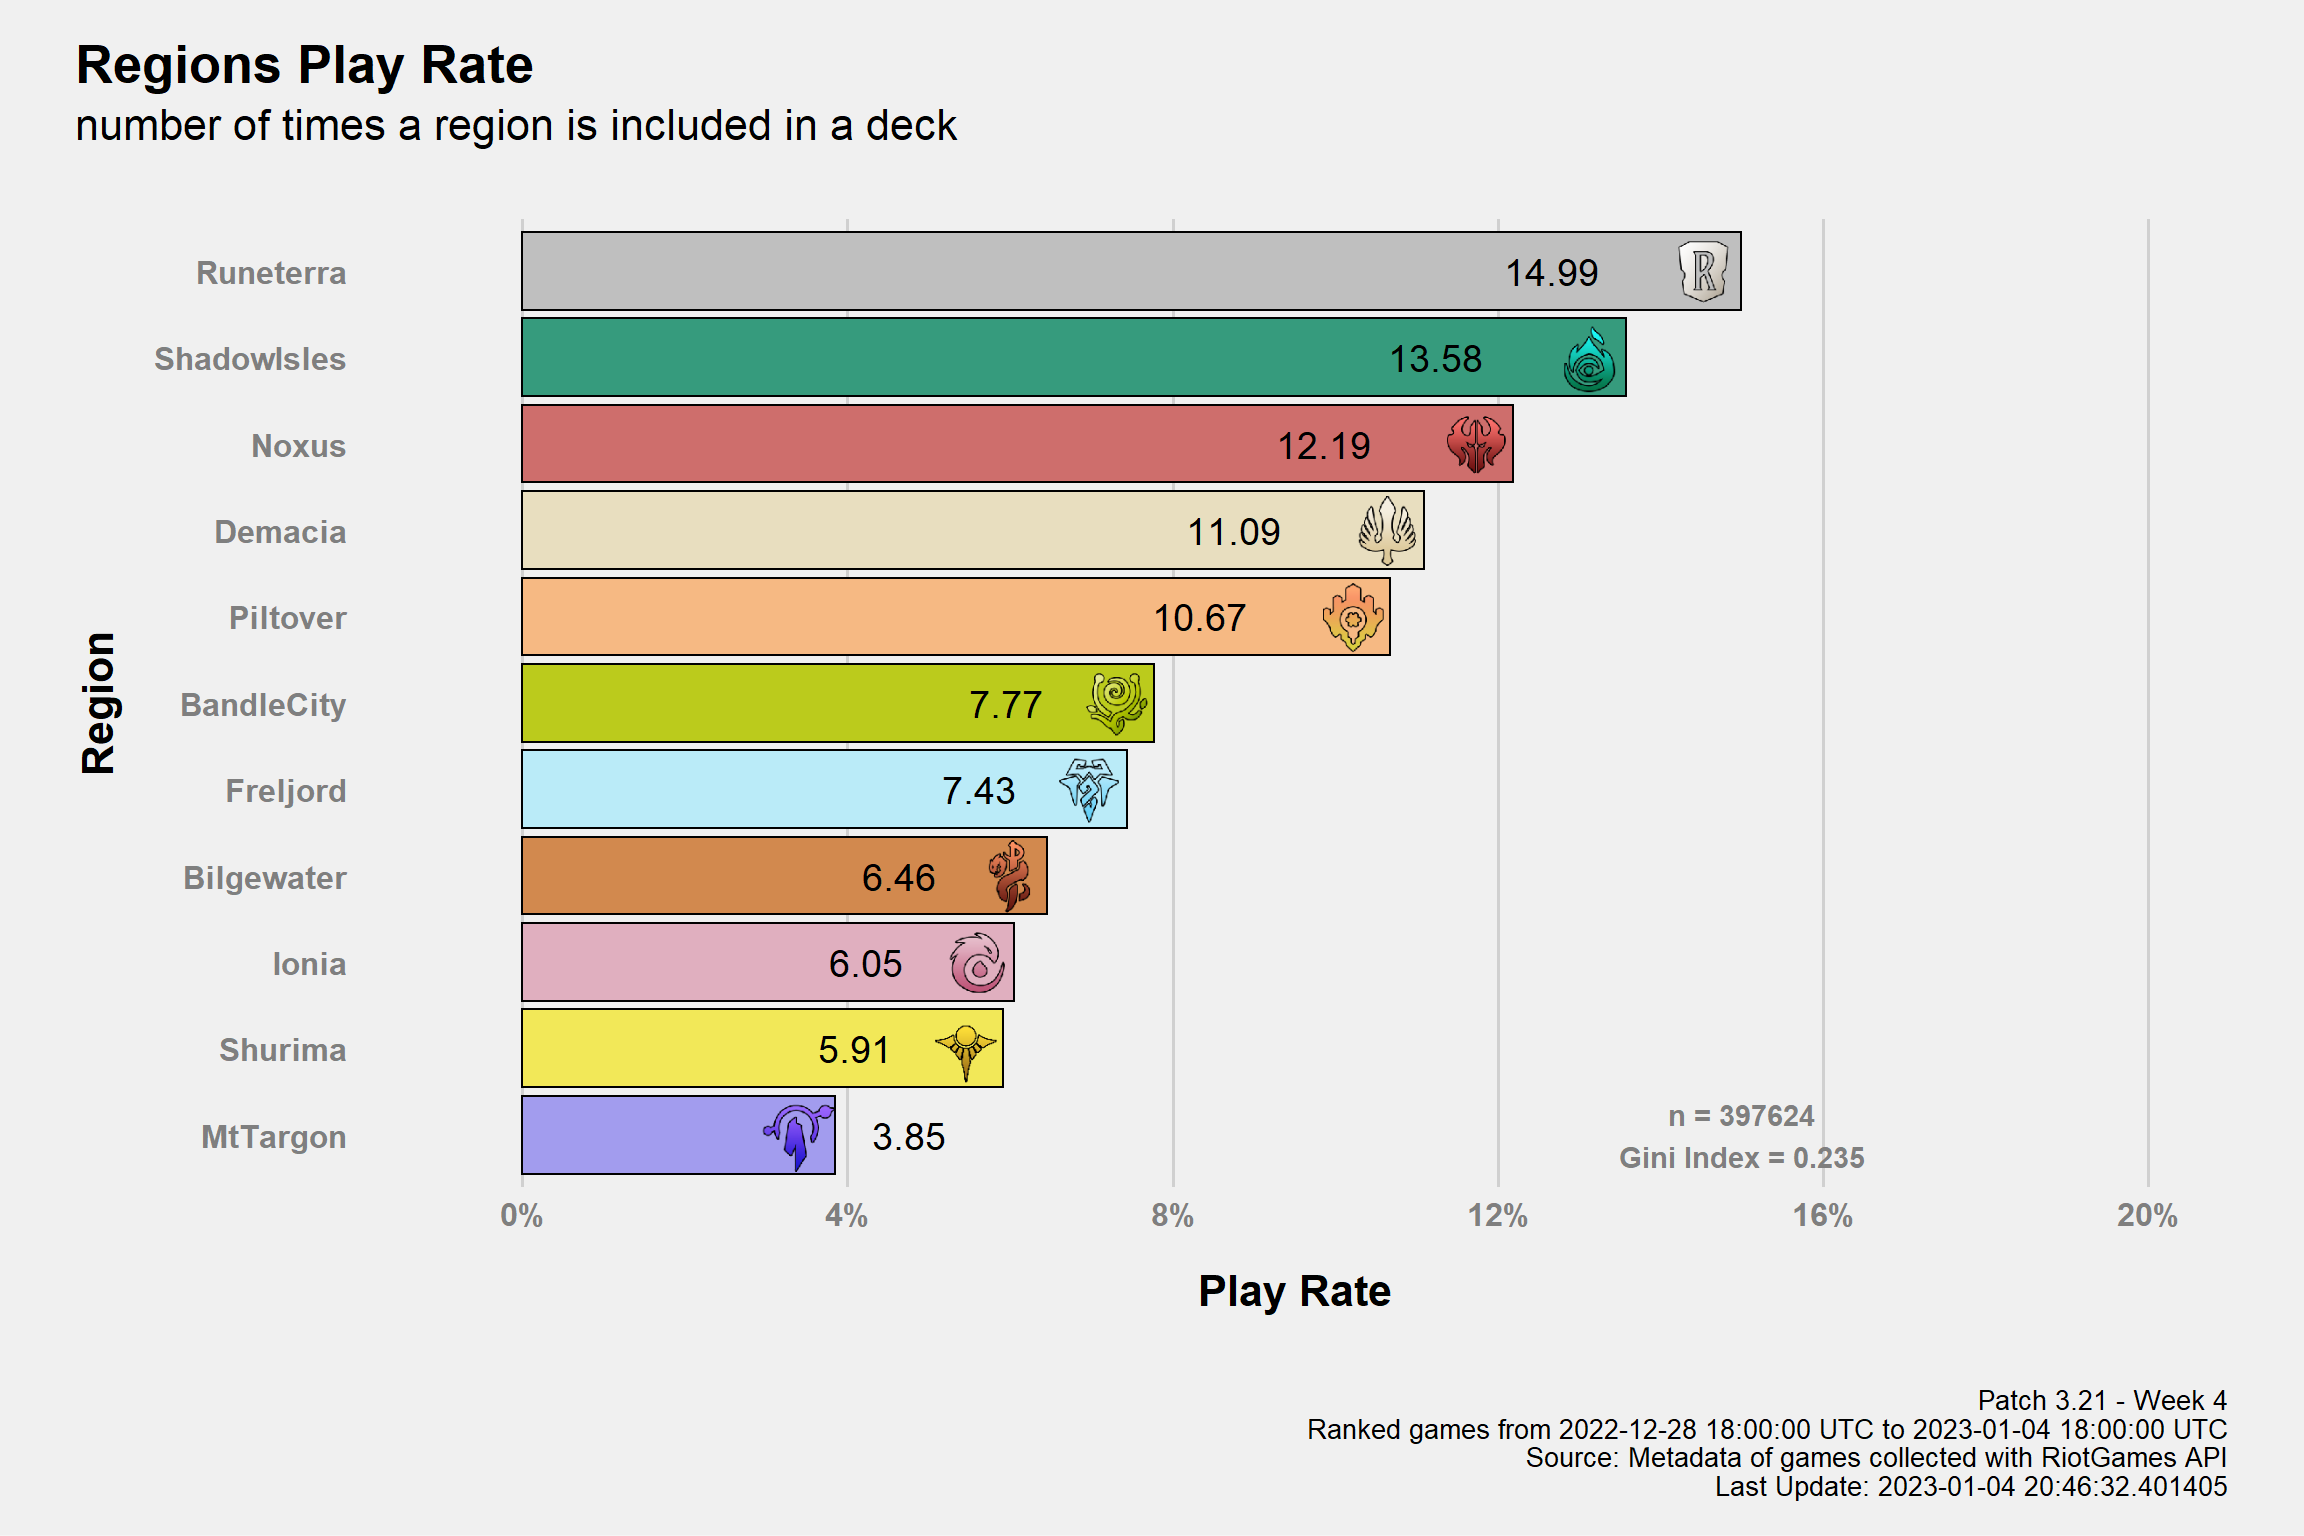 Regions Play Rate
number of times a region is included in a deck
Region
Runeterra 14.99 R
ShadowIsles 13.58
Noxus 12.19
Demacia 11.09
Piltover 10.67
BandleCity 7.77
Freljord 7.43
Bilgewater 6.46
Ionia 6.05
Shurima 5.91
MtTargon 3.85
n = 397624
Gini Index = 0.235
0% 4% 8% 12% 16% 20%
Play Rate
Patch 3.21 - Week 4
Ranked games from 2022-12-28 18:00:00 UTC to 2023-01-04 18:00:00 UTC
Source: Metadata of games collected with RiotGames API
Last Update: 2023-01-04 20:46:32.401405